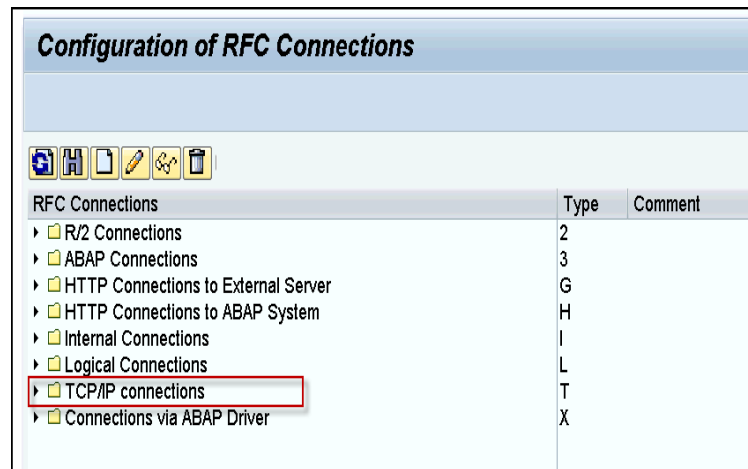 Configuration of RFC Connections
RFC Connections Type Comment
R/2 Connections 2
ABAP Connections 3
HTTP Connections to External Server G
HTTP Connections to ABAP System H
Internal Connections I
Logical Connections L
TCP/IP connections T
Connections via ABAP Driver X